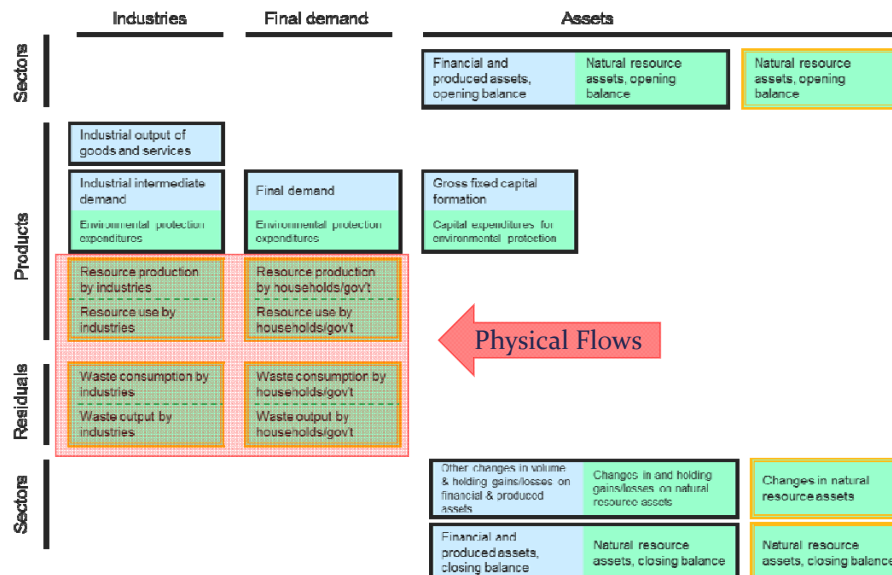 Industries
Final demand
Assets
Sectors
Financial and
produced assets,
opening balance
Natural resource
assets, opening
balance
Natural resource
assets, opening
balance
Products
Industrial output of
goods and services
Industrial intermediate
demand
Environmental protection
expenditures
Final demand
Environmental protection
expenditures
Gross fixed capital
formation
Capital expenditures for
environmental protection
Resource production
by industries
Resource use by
industries
Resource production
by households/gov't
Resource use by
households/gov't
Physical Flows
Residuals
Waste consumption by
industries
Waste output by
industries
Waste consumption by
households/gov't
Waste output by
households/gov't
Sectors
Other changes in volume
& holding gains/losses on
financial & produced
assets
Changes in and holding
gains/losses on natural
resource assets
Changes in natural
resource assets
Financial and
produced assets,
closing balance
Natural resource
assets, closing balance
Natural resource
assets, closing balance